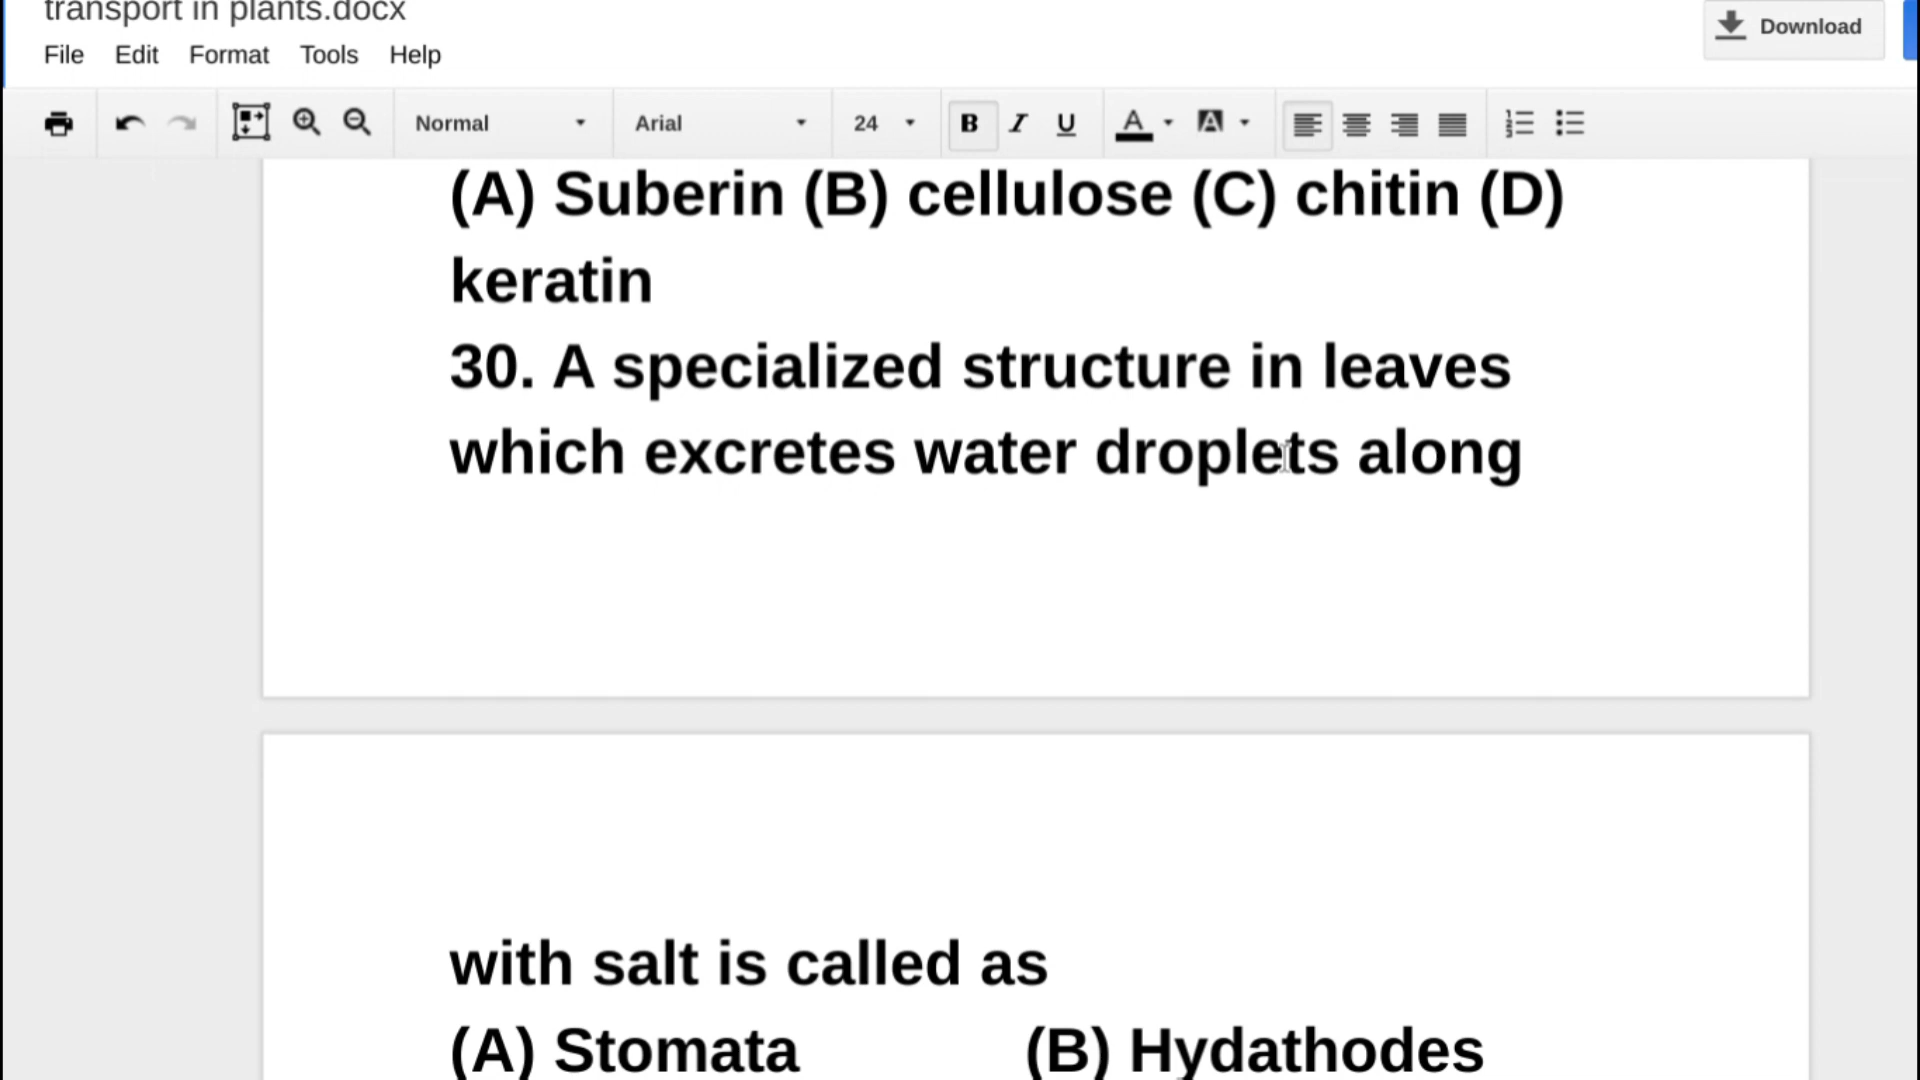 transport in plants.docx
Download
File Edit Format Tools Help
Normal Arial 24 B I U A A
(A) Suberin (B) cellulose (C) chitin (D)
keratin
30. A specialized structure in leaves
which excretes water droplets along
with salt is called as
(A) Stomata (B) Hydathodes